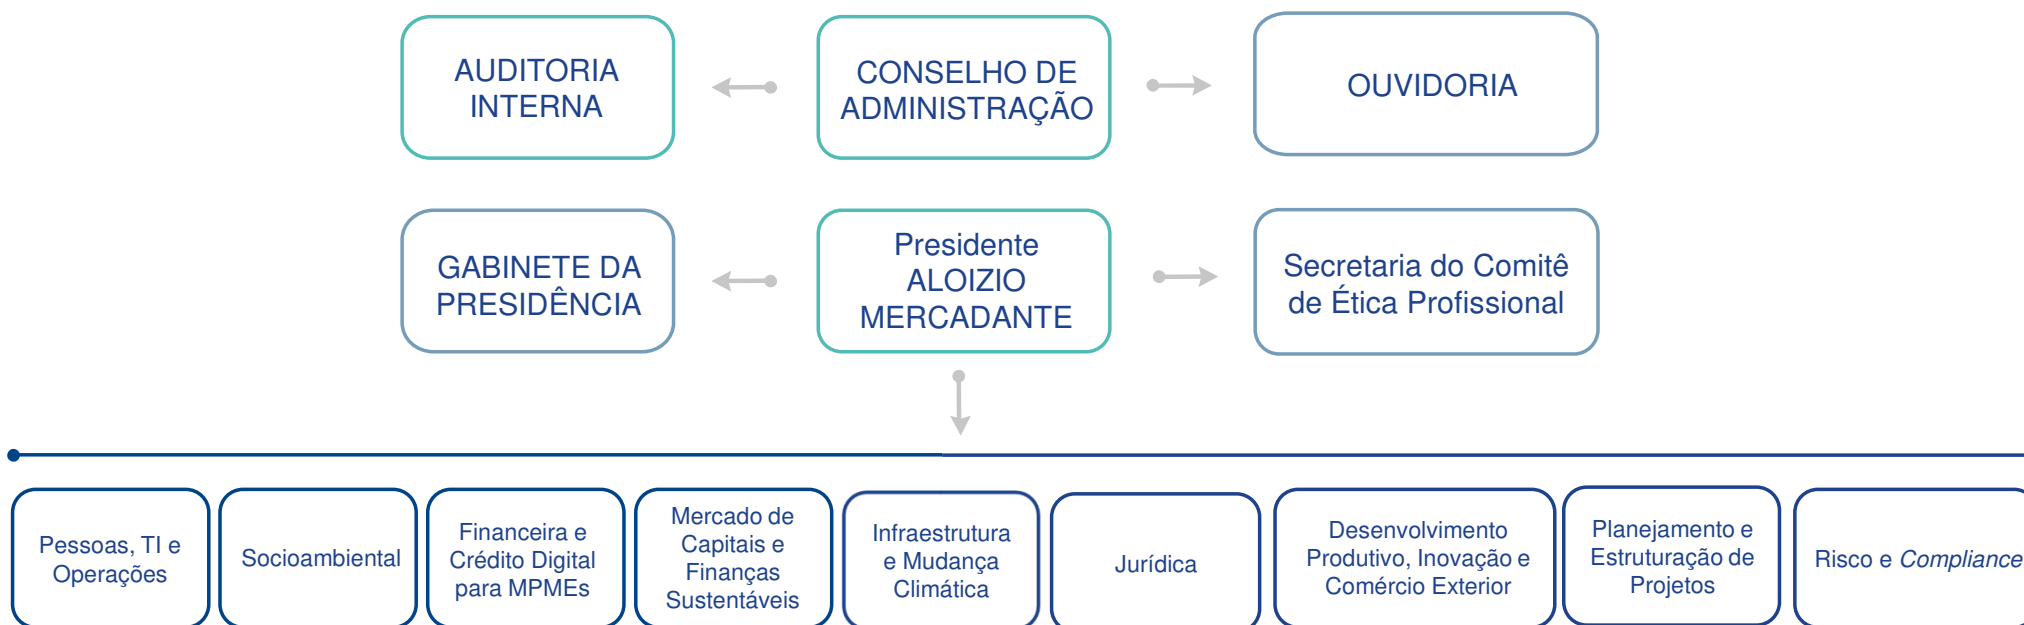 AUDITORIA
INTERNA
CONSELHO DE
ADMINISTRAÇÃO
OUVIDORIA
GABINETE DA
PRESIDÊNCIA
Presidente
ALOIZIO
MERCADANTE
Secretaria do Comitê
de Ética Profissional
Pessoas, TI e
Operações
Socioambiental
Financeira e
Crédito Digital
para MPMEs
Mercado de
Capitais e
Finanças
Sustentáveis
Infraestrutura
e Mudança
Climática
Jurídica
Desenvolvimento
Produtivo, Inovação e
Comércio Exterior
Planejamento e
Estruturação de
Projetos
Risco e Compliance